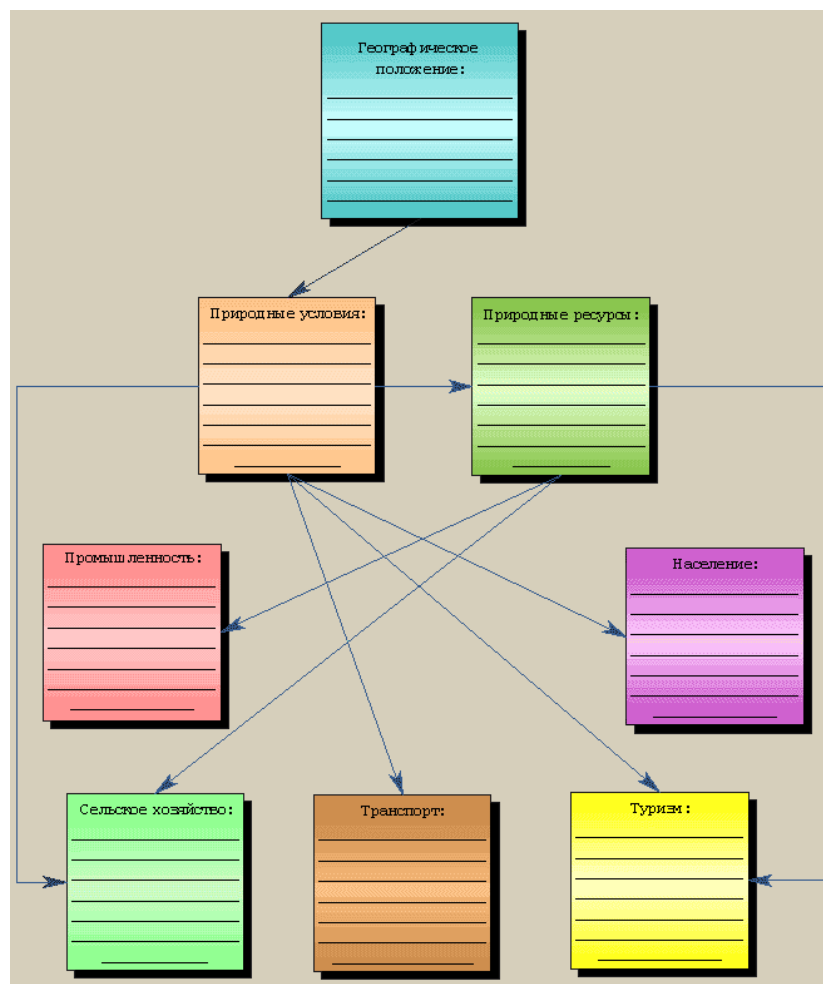 Географическое
положение:
Природные условия:
Природные ресурсы:
Промышленность:
Население:
Сельское хозяйство:
Транспорт:
Туризм: